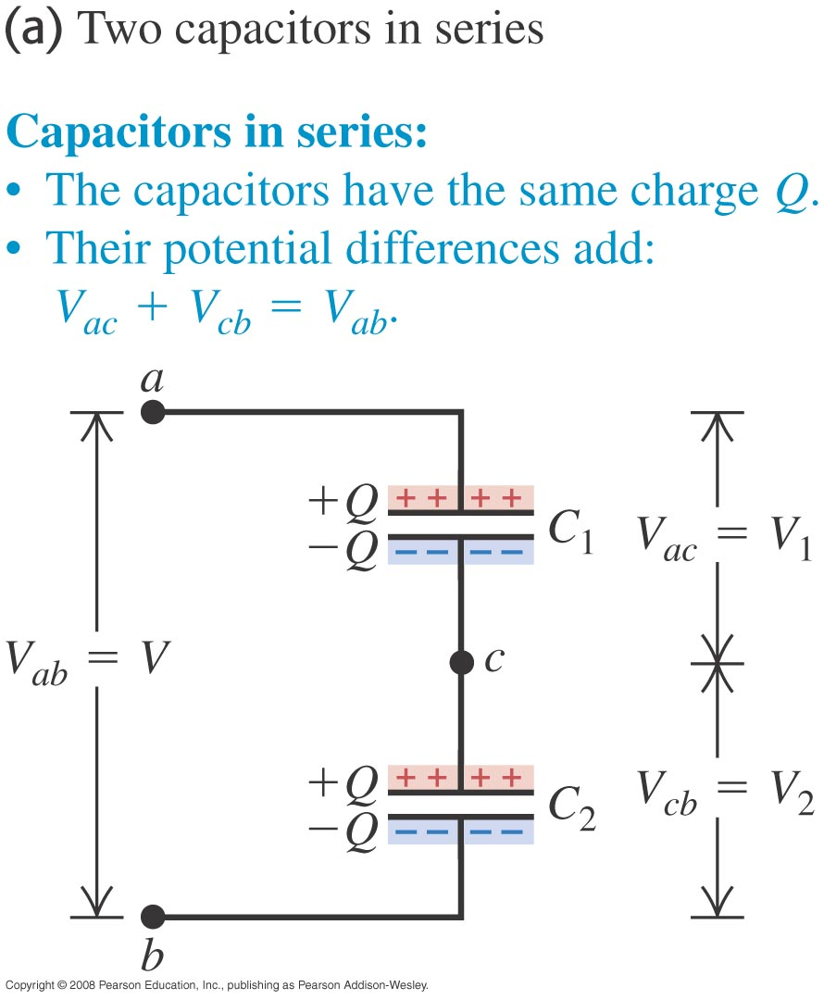 (a) Two capacitors in series
Capacitors in series:
• The capacitors have the same charge Q.
• Their potential differences add:
Vac + Vcb = Vab.
a
+Q
++++
−Q
−−−−
C1
Vac = V1
Vab = V
c
+Q
++++
−Q
−−−−
C2
Vcb = V2
b
Copyright © 2008 Pearson Education, Inc., publishing as Pearson Addison-Wesley.